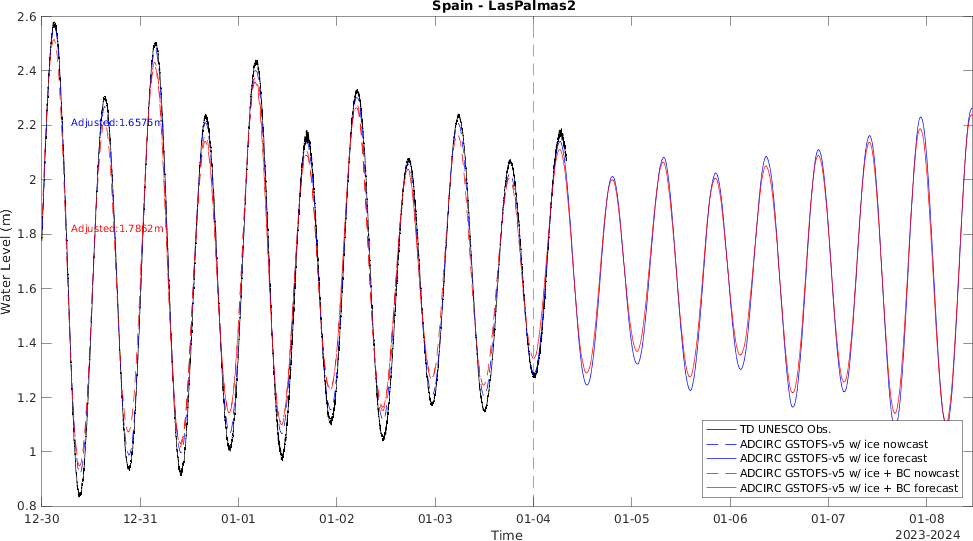 Spain - LasPalmas2
2.6
2.4
2.2
2
1.8
1.6
1.4
1.2
1
0.8
Water Level (m)
Adjusted:1.6575m
Adjusted:1.7862m
TD UNESCO Obs.
ADCIRC GSTOFS-v5 w/ ice nowcast
ADCIRC GSTOFS-v5 w/ ice forecast
ADCIRC GSTOFS-v5 w/ ice + BC nowcast
ADCIRC GSTOFS-v5 w/ ice + BC forecast
12-30 12-31 01-01 01-02 01-03 01-04 01-05 01-06 01-07 01-08
Time
2023-2024